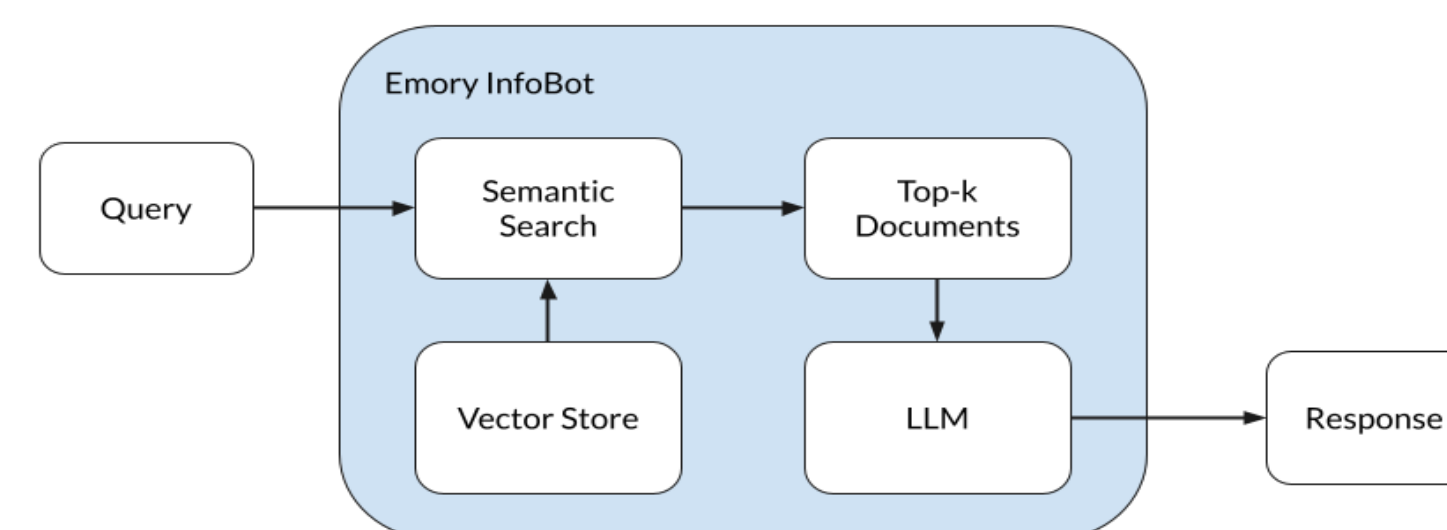 Emory InfoBot
Query
Semantic
Search
Top-k
Documents
Vector Store
LLM
Response